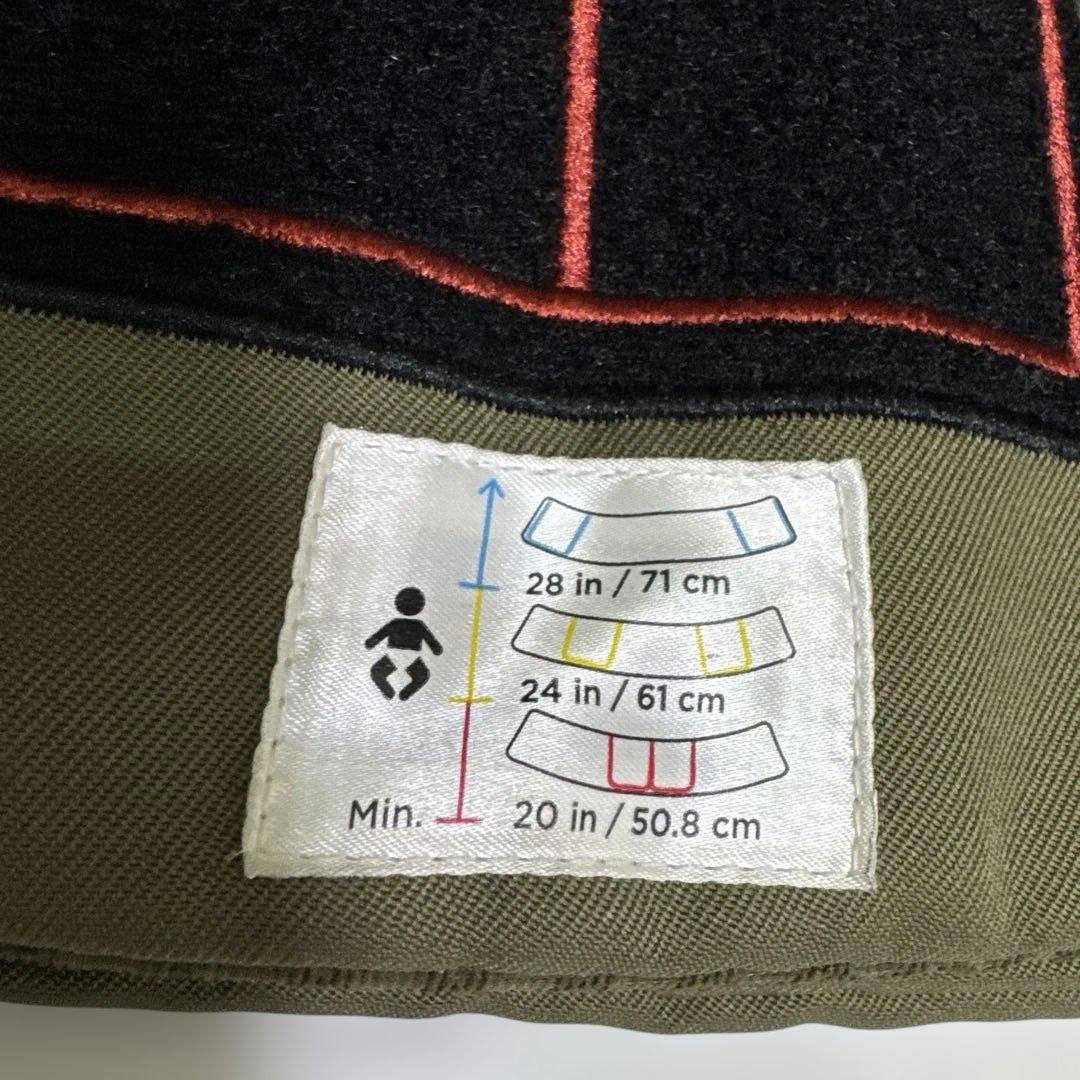 28 in / 71 cm
24 in / 61 cm
Min. 20 in / 50.8 cm